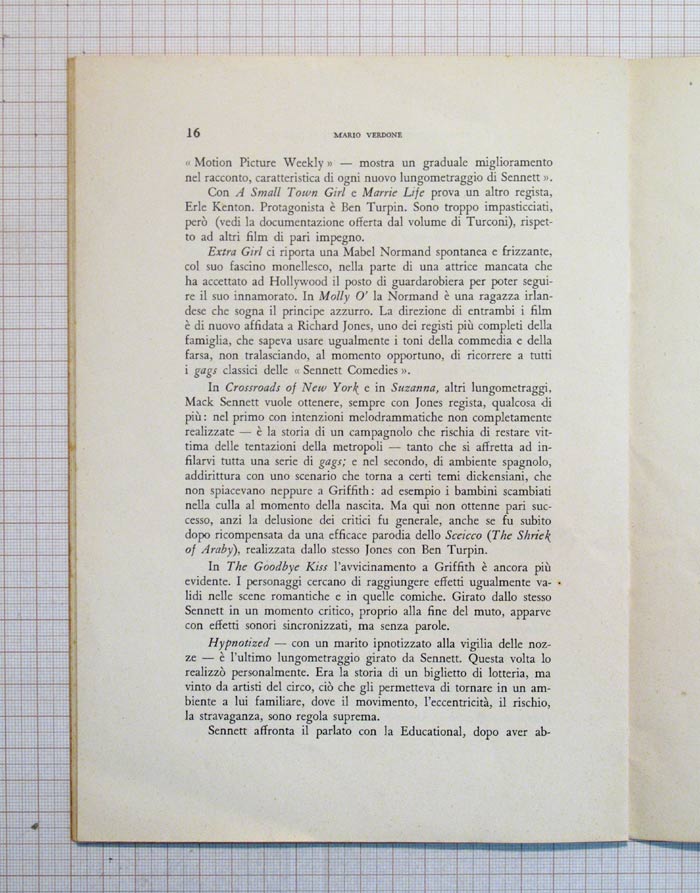 16
MARIO VERDONE
« Motion Picture Weekly » — mostra un graduale miglioramento
nel racconto, caratteristica di ogni nuovo lungometraggio di Sennett ».
Con A Small Town Girl e Marrie Life prova un altro regista,
Erle Kenton. Protagonista è Ben Turpin. Sono troppo impasticciati,
però (vedi la documentazione offerta dal volume di Turconi), rispet-
to ad altri film di pari impegno.
Extra Girl ci riporta una Mabel Normand spontanea e frizzante,
col suo fascino monellesco, nella parte di una attrice mancata che
ha accettato ad Hollywood il posto di guardarobiera per poter segui-
re il suo innamorato. In Molly O' la Normand è una ragazza irlan-
dese che sogna il principe azzurro. La direzione di entrambi i film
è di nuovo affidata a Richard Jones, uno dei registi più completi della
famiglia, che sapeva usare ugualmente i toni della commedia e della
farsa, non tralasciando, al momento opportuno, di ricorrere a tutti
i gags classici delle « Sennett Comedies ».
In Crossroads of New York e in Suzanna, altri lungometraggi,
Mack Sennett vuole ottenere, sempre con Jones regista, qualcosa di
più: nel primo con intenzioni melodrammatiche non completamente
realizzate — è la storia di un campagnolo che rischia di restare vit-
tima delle tentazioni della metropoli — tanto che si affretta ad in-
filarvi tutta una serie di gags; e nel secondo, di ambiente spagnolo,
addirittura con uno scenario che torna a certi temi dickensiani, che
non spiacevano neppure a Griffith: ad esempio i bambini scambiati
nella culla al momento della nascita. Ma qui non ottenne pari suc-
cesso, anzi la delusione dei critici fu generale, anche se fu subito
dopo ricompensata da una efficace parodia dello Sceicco (The Shriek
of Araby), realizzata dallo stesso Jones con Ben Turpin.
In The Goodbye Kiss l'avvicinamento a Griffith è ancora più
evidente. I personaggi cercano di raggiungere effetti ugualmente va-
lidi nelle scene romantiche e in quelle comiche. Girato dallo stesso
Sennett in un momento critico, proprio alla fine del muto, apparve
con effetti sonori sincronizzati, ma senza parole.
Hypnotized — con un marito ipnotizzato alla vigilia delle noz-
ze — è l'ultimo lungometraggio girato da Sennett. Questa volta lo
realizzò personalmente. Era la storia di un biglietto di lotteria, ma
vinto da artisti del circo, ciò che gli permetteva di tornare in un am-
biente a lui familiare, dove il movimento, l'eccentricità, il rischio,
la stravaganza, sono regola suprema.
Sennett affronta il parlato con la Educational, dopo aver ab-